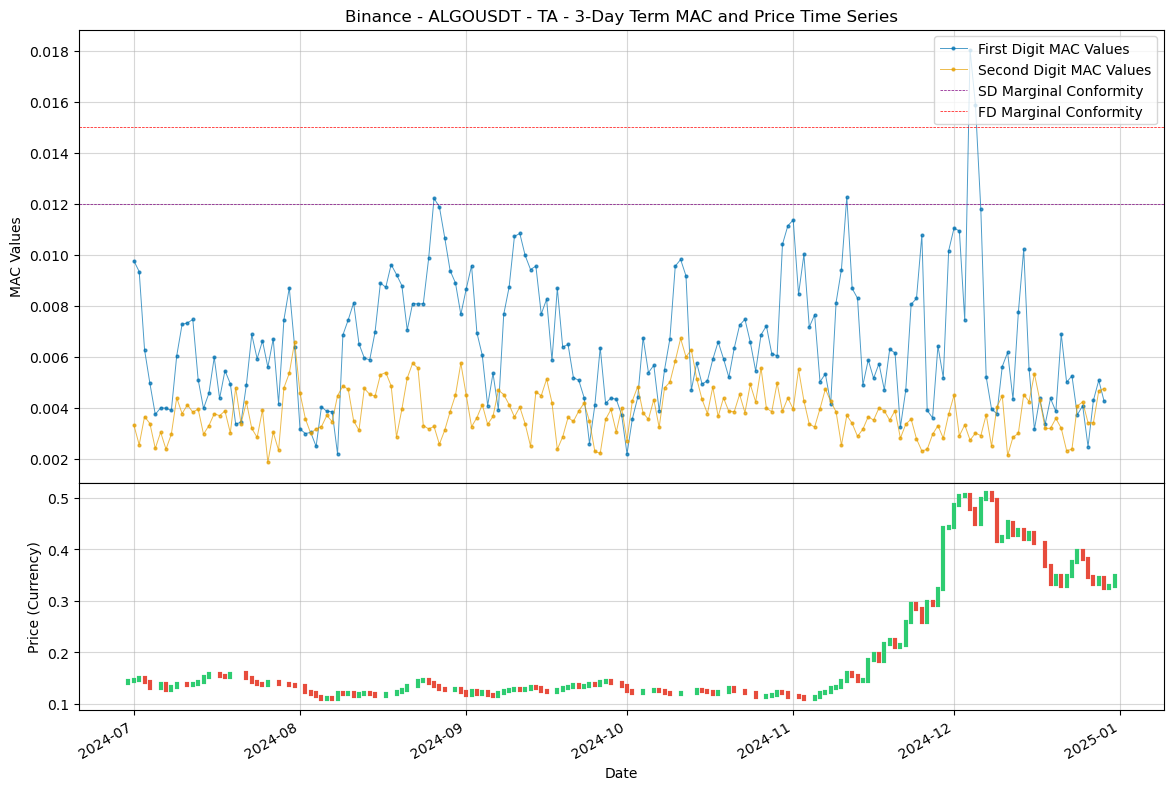 Binance - ALGOUSDT - TA - 3-Day Term MAC and Price Time Series
First Digit MAC Values
Second Digit MAC Values
SD Marginal Conformity
FD Marginal Conformity
MAC Values
0.018
0.016
0.014
0.012
0.010
0.008
0.006
0.004
0.002
Price (Currency)
0.5
0.4
0.3
0.2
0.1
2024-07
2024-08
2024-09
2024-10
2024-11
2024-12
2025-01
Date